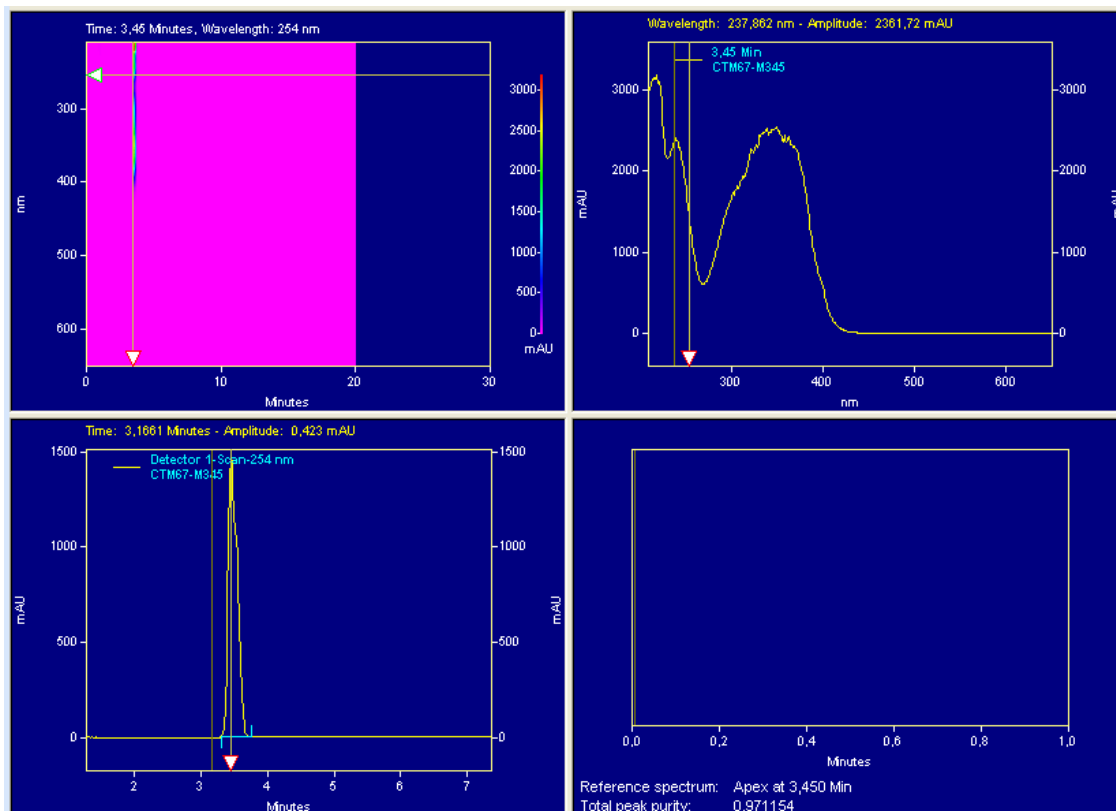 Time: 3,45 Minutes, Wavelength: 254 nm
300
400
500
600
nm
0
10
20
30
Minutes
3000
2500
2000
1500
1000
500
0
mAU
Wavelength: 237,862 nm - Amplitude: 2361,72 mAU
3,45 Min
CTM67-M345
3000
2000
1000
0
mAU
3000
2000
1000
0
mAU
300
400
500
600
nm
Time: 3,1661 Minutes - Amplitude: 0,423 mAU
Detector 1-Scan-254 nm
CTM67-M345
1500
1000
500
0
mAU
1500
1000
500
0
mAU
2
3
4
5
6
7
Minutes
0,0
0,2
0,4
0,6
0,8
1,0
Minutes
Reference spectrum: Apex at 3,450 Min
Total peak purity: 0,971154